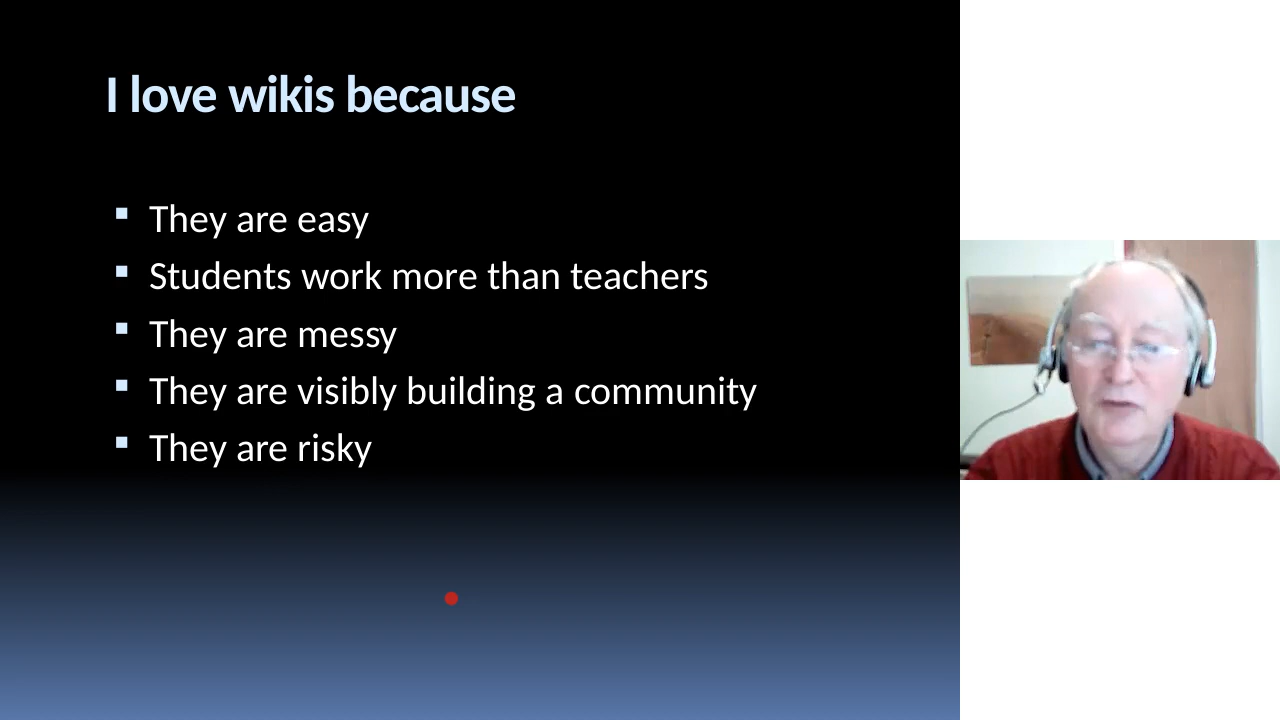 I love wikis because
They are easy
Students work more than teachers
They are messy
They are visibly building a community
They are risky